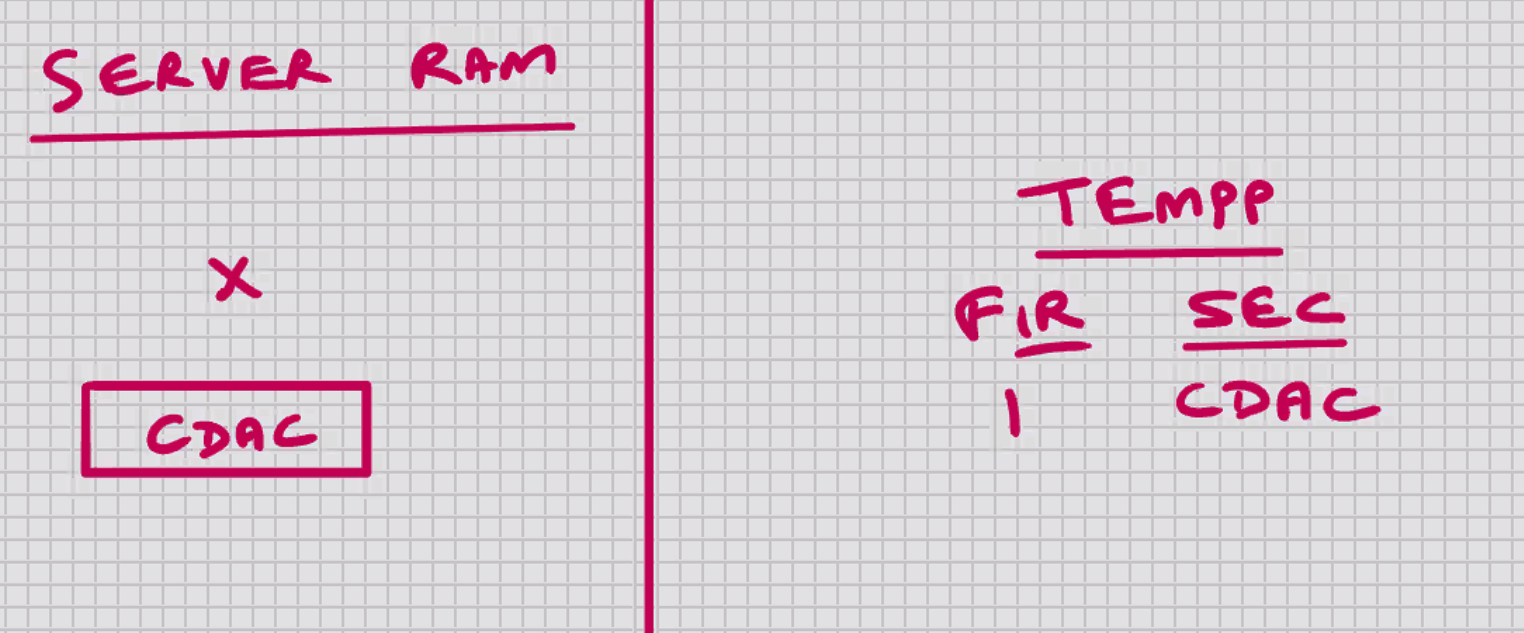 SERVER RAM
X
CDAC
TEMPP
FIR SEC
1 CDAC